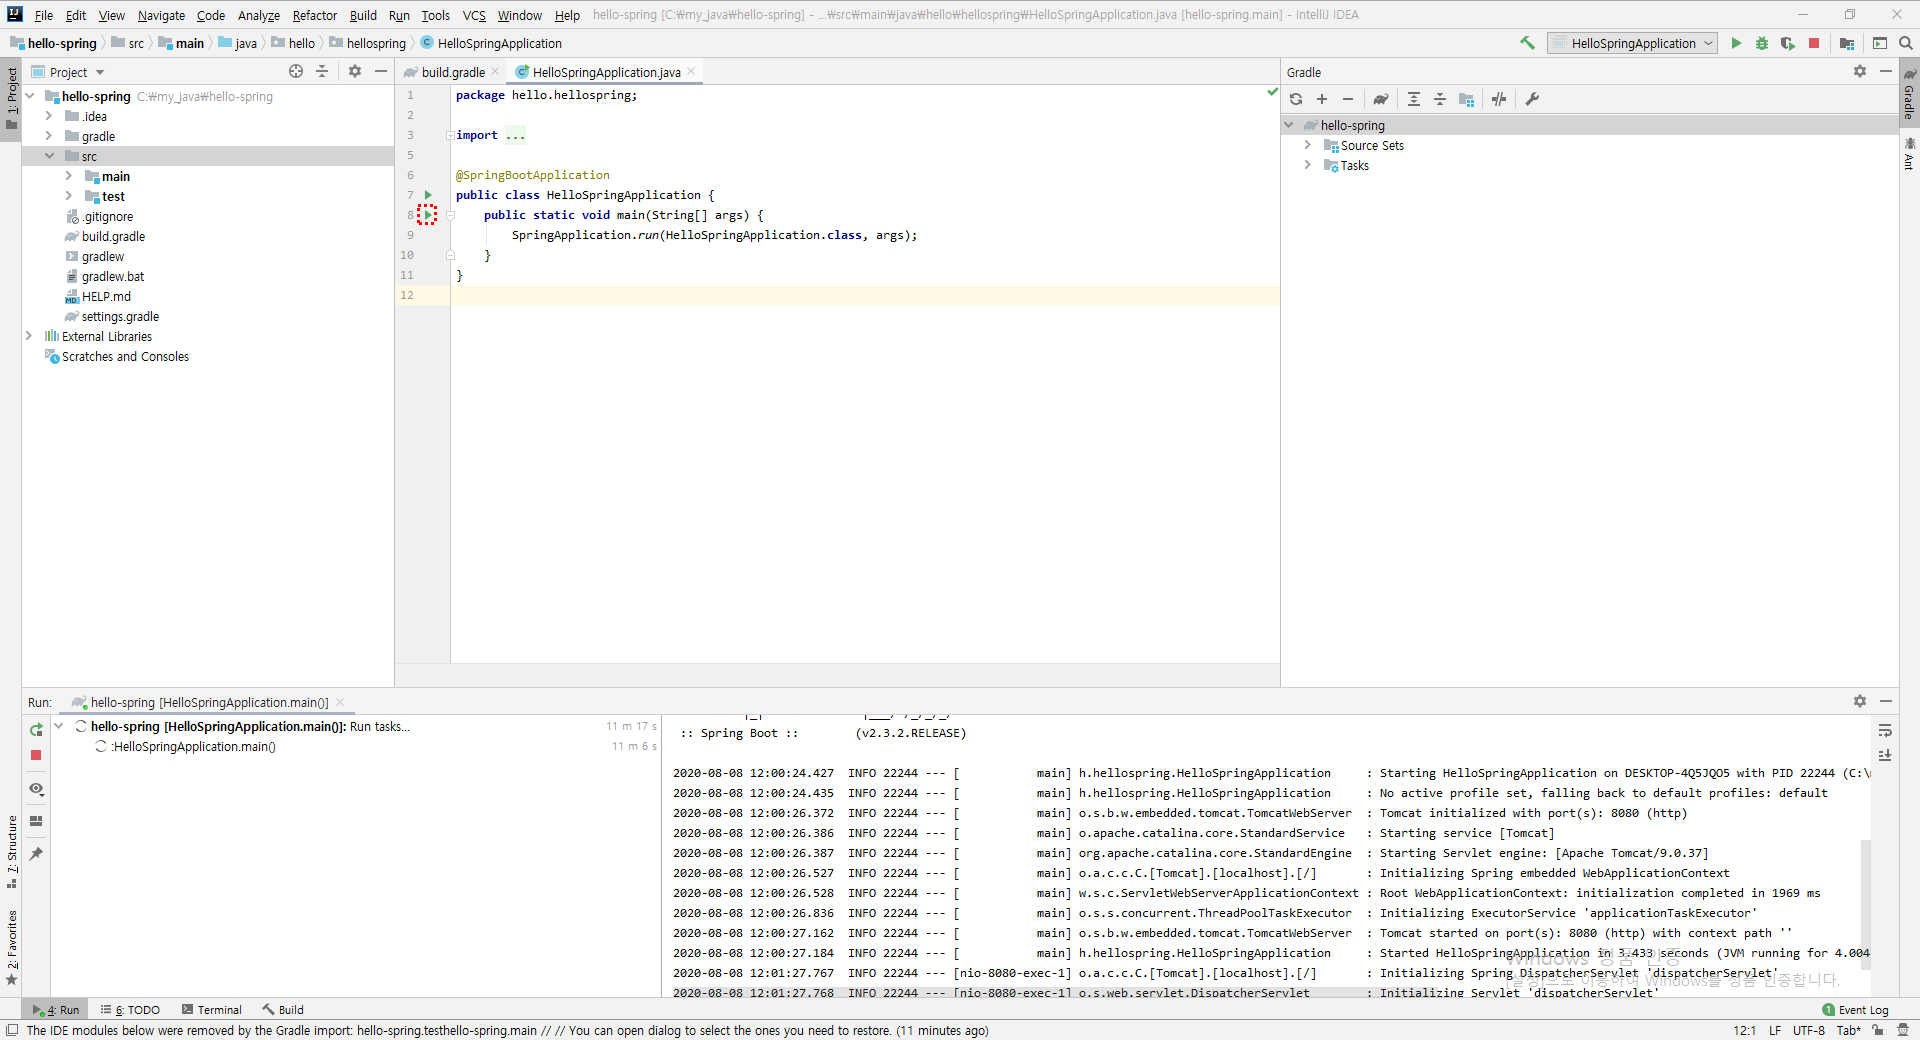 File Edit View Navigate Code Analyze Refactor Build Run Tools VCS Window Help hello-spring [C:₩my_java₩hello-spring] - ...₩src₩main₩java₩hello₩hellospring₩HelloSpringApplication.java [hello-spring.main] - IntelliJ IDEA
hello-spring src main java hello hellospring HelloSpringApplication
HelloSpringApplication
1: Project
7: Structure
2: Favorites
Project
hello-spring C:₩my_java₩hello-spring
.idea
gradle
src
main
test
.gitignore
build.gradle
gradlew
gradlew.bat
HELP.md
settings.gradle
External Libraries
Scratches and Consoles
build.gradle HelloSpringApplication.java
1 package hello.hellospring;
2
3 import ...
5
6 @SpringBootApplication
7 public class HelloSpringApplication {
8 public static void main(String[] args) {
9 SpringApplication.run(HelloSpringApplication.class, args);
10 }
11 }
12
Gradle
hello-spring
Source Sets
Tasks
Gradle
Ant
Run: hello-spring [HelloSpringApplication.main()]
hello-spring [HelloSpringApplication.main()]: Run tasks... 11 m 17 s
:HelloSpringApplication.main() 11 m 6 s
:: Spring Boot :: (v2.3.2.RELEASE)
2020-08-08 12:00:24.427 INFO 22244 --- [ main] h.hellospring.HelloSpringApplication : Starting HelloSpringApplication on DESKTOP-4Q5JQO5 with PID 22244 (C:\
2020-08-08 12:00:24.435 INFO 22244 --- [ main] h.hellospring.HelloSpringApplication : No active profile set, falling back to default profiles: default
2020-08-08 12:00:26.372 INFO 22244 --- [ main] o.s.b.w.embedded.tomcat.TomcatWebServer : Tomcat initialized with port(s): 8080 (http)
2020-08-08 12:00:26.386 INFO 22244 --- [ main] o.apache.catalina.core.StandardService : Starting service [Tomcat]
2020-08-08 12:00:26.387 INFO 22244 --- [ main] org.apache.catalina.core.StandardEngine : Starting Servlet engine: [Apache Tomcat/9.0.37]
2020-08-08 12:00:26.527 INFO 22244 --- [ main] o.a.c.c.C.[Tomcat].[localhost].[/] : Initializing Spring embedded WebApplicationContext
2020-08-08 12:00:26.528 INFO 22244 --- [ main] w.s.c.ServletWebServerApplicationContext : Root WebApplicationContext: initialization completed in 1969 ms
2020-08-08 12:00:26.836 INFO 22244 --- [ main] o.s.s.concurrent.ThreadPoolTaskExecutor : Initializing ExecutorService 'applicationTaskExecutor'
2020-08-08 12:00:27.162 INFO 22244 --- [ main] o.s.b.w.embedded.tomcat.TomcatWebServer : Tomcat started on port(s): 8080 (http) with context path ''
2020-08-08 12:00:27.184 INFO 22244 --- [ main] h.hellospring.HelloSpringApplication : Started HelloSpringApplication in 3.433 seconds (JVM running for 4.004
2020-08-08 12:01:27.767 INFO 22244 --- [nio-8080-exec-1] o.a.c.c.C.[Tomcat].[localhost].[/] : Initializing Spring DispatcherServlet 'dispatcherServlet'
2020-08-08 12:01:27.768 INFO 22244 --- [nio-8080-exec-1] o.s.web.servlet.DispatcherServlet : Initializing Servlet 'dispatcherServlet'
Windows 정품 인증
[설정]으로 이동하여 Windows를 정품 인증합니다.
4: Run 6: TODO Terminal Build 1 Event Log
The IDE modules below were removed by the Gradle import: hello-spring.testhello-spring.main // // You can open dialog to select the ones you need to restore. (11 minutes ago) 12:1 LF UTF-8 Tab*